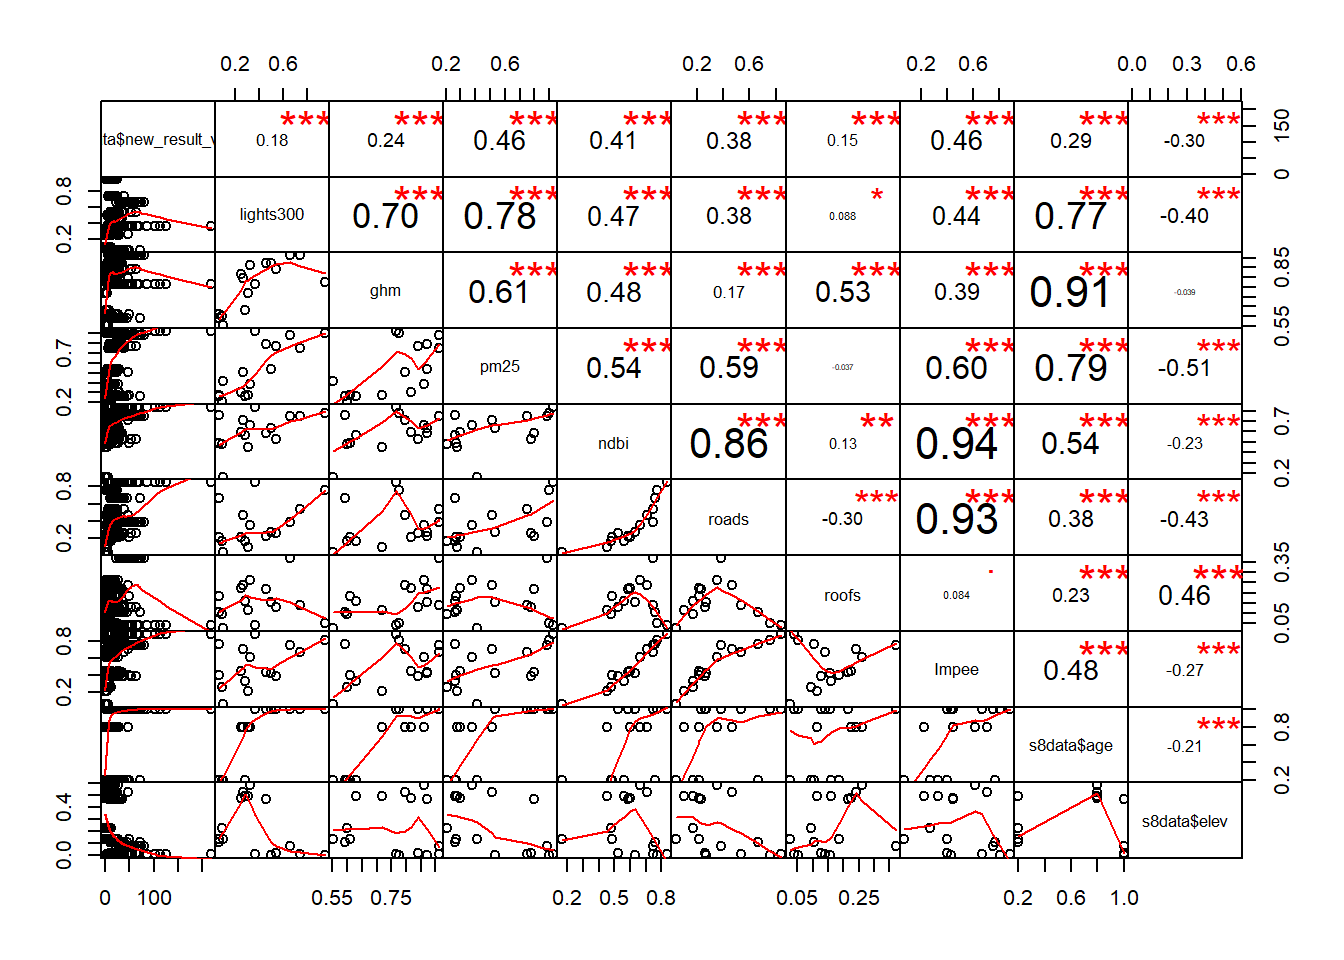 0.2 0.6 0.2 0.6 0.2 0.6 0.2 0.6 0.0 0.3 0.6
ta$new_result_v 0.18 *** 0.24 *** 0.46 *** 0.41 *** 0.38 *** 0.15 *** 0.46 *** 0.29 *** -0.30 *** 0 150
0.2 0.8 lights300 0.70 *** 0.78 *** 0.47 *** 0.38 *** 0.088 * 0.44 *** 0.77 *** -0.40 ***
ghm 0.61 *** 0.48 *** 0.17 *** 0.53 *** 0.39 *** 0.91 *** -0.039 0.55 0.85
0.2 0.7 pm25 0.54 *** 0.59 *** -0.037 0.60 *** 0.79 *** -0.51 ***
ndbi 0.86 *** 0.13 ** 0.94 *** 0.54 *** -0.23 *** 0.2 0.7
0.2 0.8 roads -0.30 *** 0.93 *** 0.38 *** -0.43 ***
roofs 0.084 . 0.23 *** 0.46 *** 0.05 0.35
0.2 0.8 Impee 0.48 *** -0.27 ***
s8data$age -0.21 *** 0.2 0.8
0.0 0.4 s8data$elev
0 100 0.55 0.75 0.2 0.5 0.8 0.05 0.25 0.2 0.6 1.0